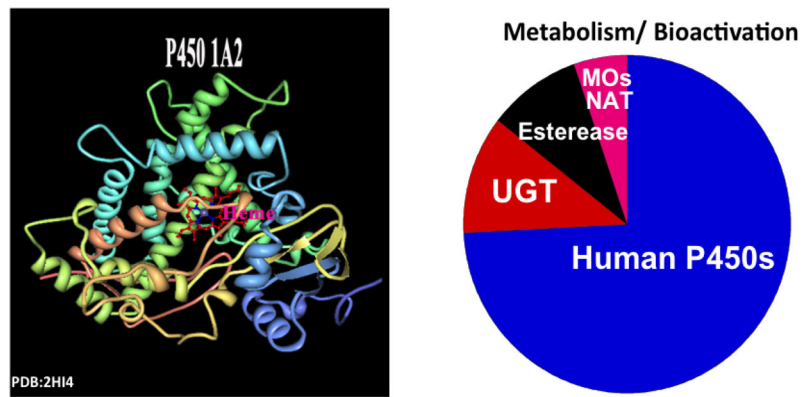 P450 1A2
Heme
PDB:2HI4
Metabolism/ Bioactivation
MOs
NAT
Esterease
UGT
Human P450s